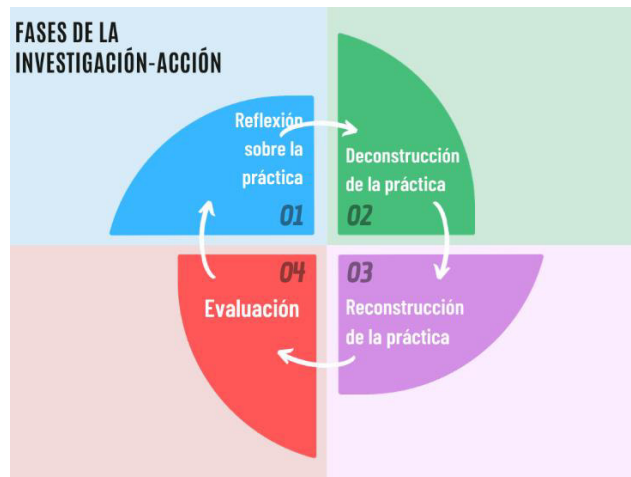 FASES DE LA
INVESTIGACIÓN-ACCIÓN
Reflexión
sobre la
práctica
01
Deconstrucción
de la práctica
02
03
Reconstrucción
de la práctica
04
Evaluación